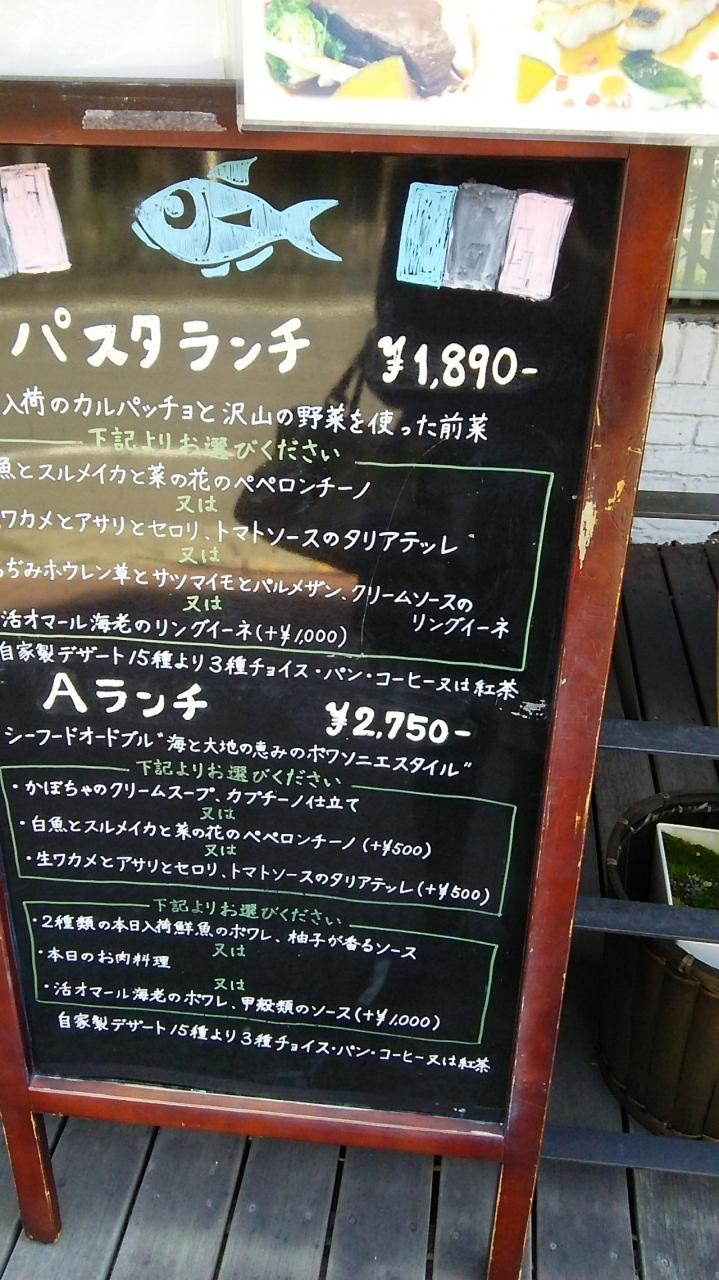 パスタランチ ¥1,890-
入荷のカルパッチョと沢山の野菜を使った前菜
下記よりお選びください
魚とスルメイカと菜の花のペペロンチーノ
又は
ワカメとアサリとセロリ、トマトソースのタリアテッレ
又は
ぢみホウレン草とサツマイモとパルメザン、クリームソースの
リングイーネ
又は
活オマール海老のリングイーネ(+¥1,000)
自家製デザート15種より3種チョイス・パン・コーヒー又は紅茶
Aランチ ¥2,750-
シーフードオードブル"海と大地の恵みのポワソニエスタイル"
下記よりお選びください
・かぼちゃのクリームスープ、カプチーノ仕立て
又は
・白魚とスルメイカと菜の花のペペロンチーノ(+¥500)
又は
・生ワカメとアサリとセロリ、トマトソースのタリアテッレ(+¥500)
下記よりお選びください
・2種類の本日入荷鮮魚のポワレ、柚子が香るソース
又は
・本日のお肉料理
又は
・活オマール海老のポワレ、甲殻類のソース(+¥1,000)
自家製デザート15種より3種チョイス・パン・コーヒー又は紅茶